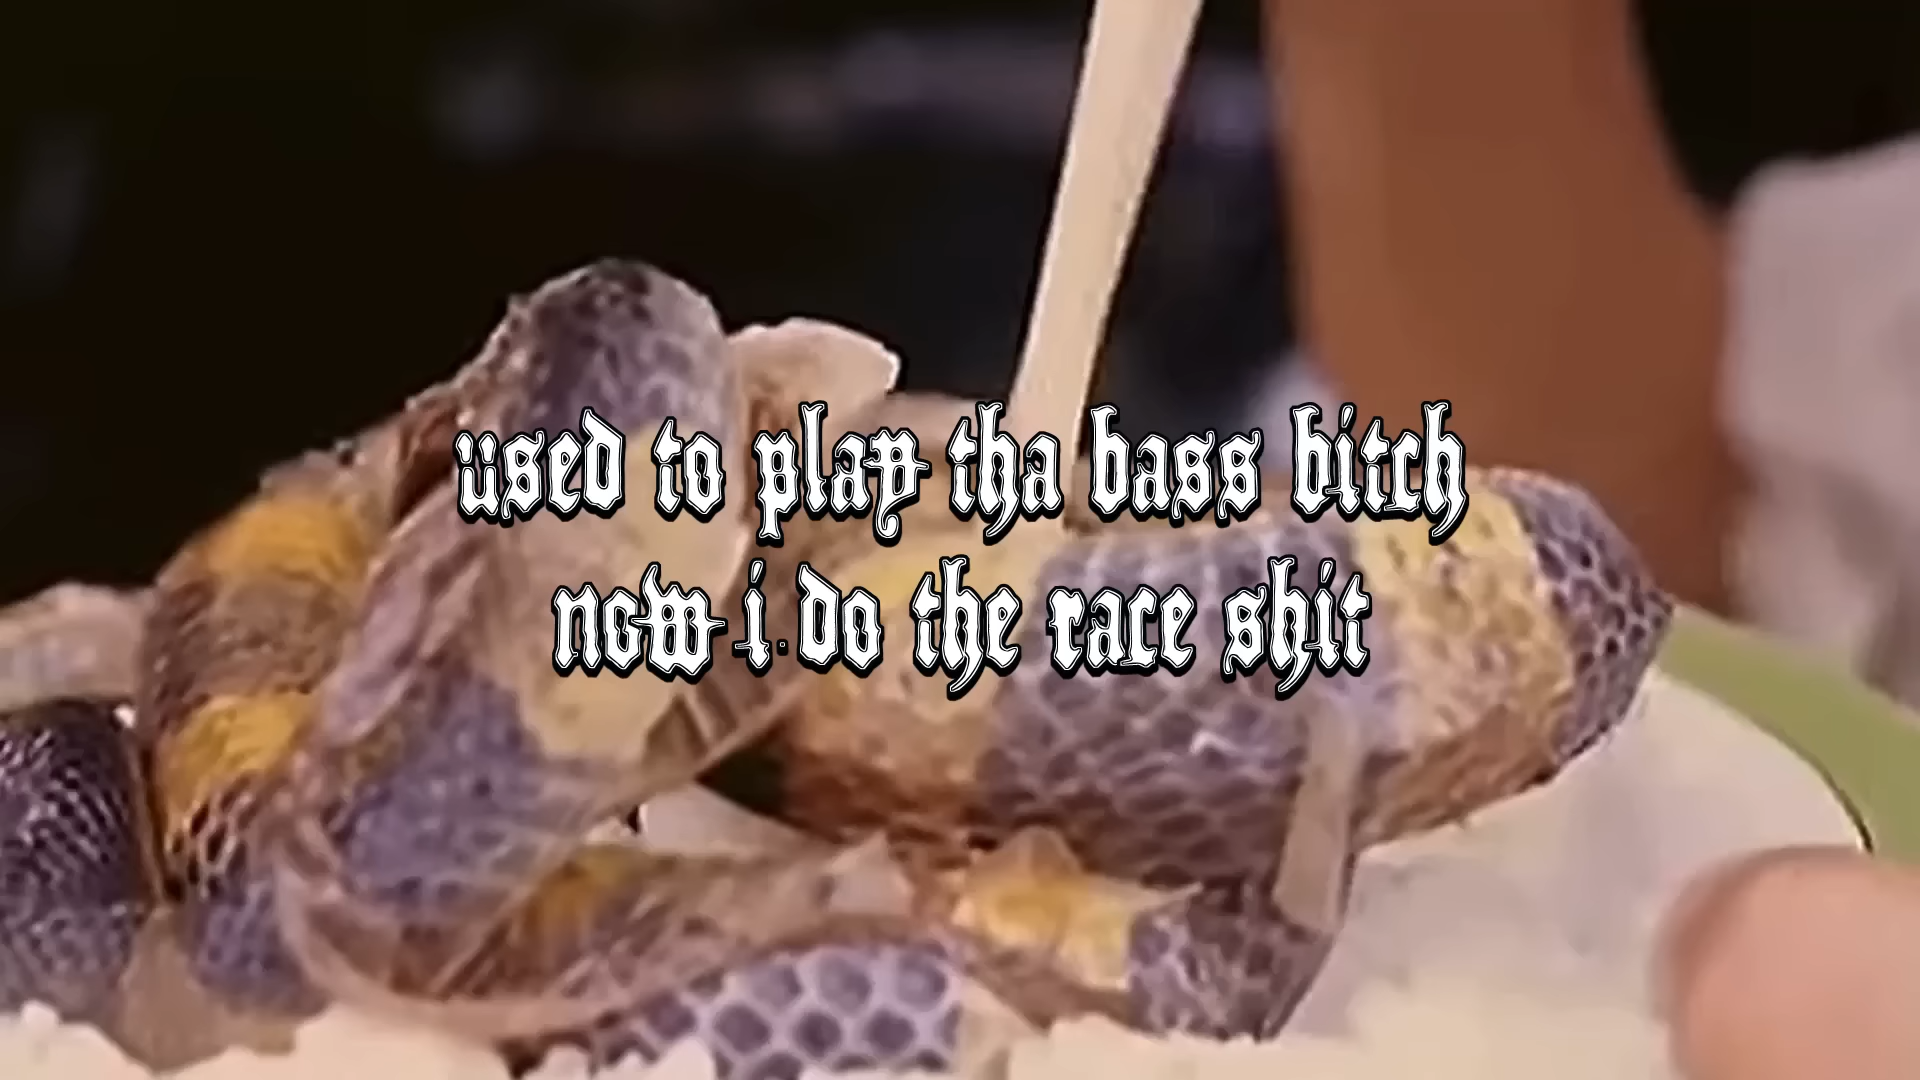 used to play tha bass bitch
now i do the race shit